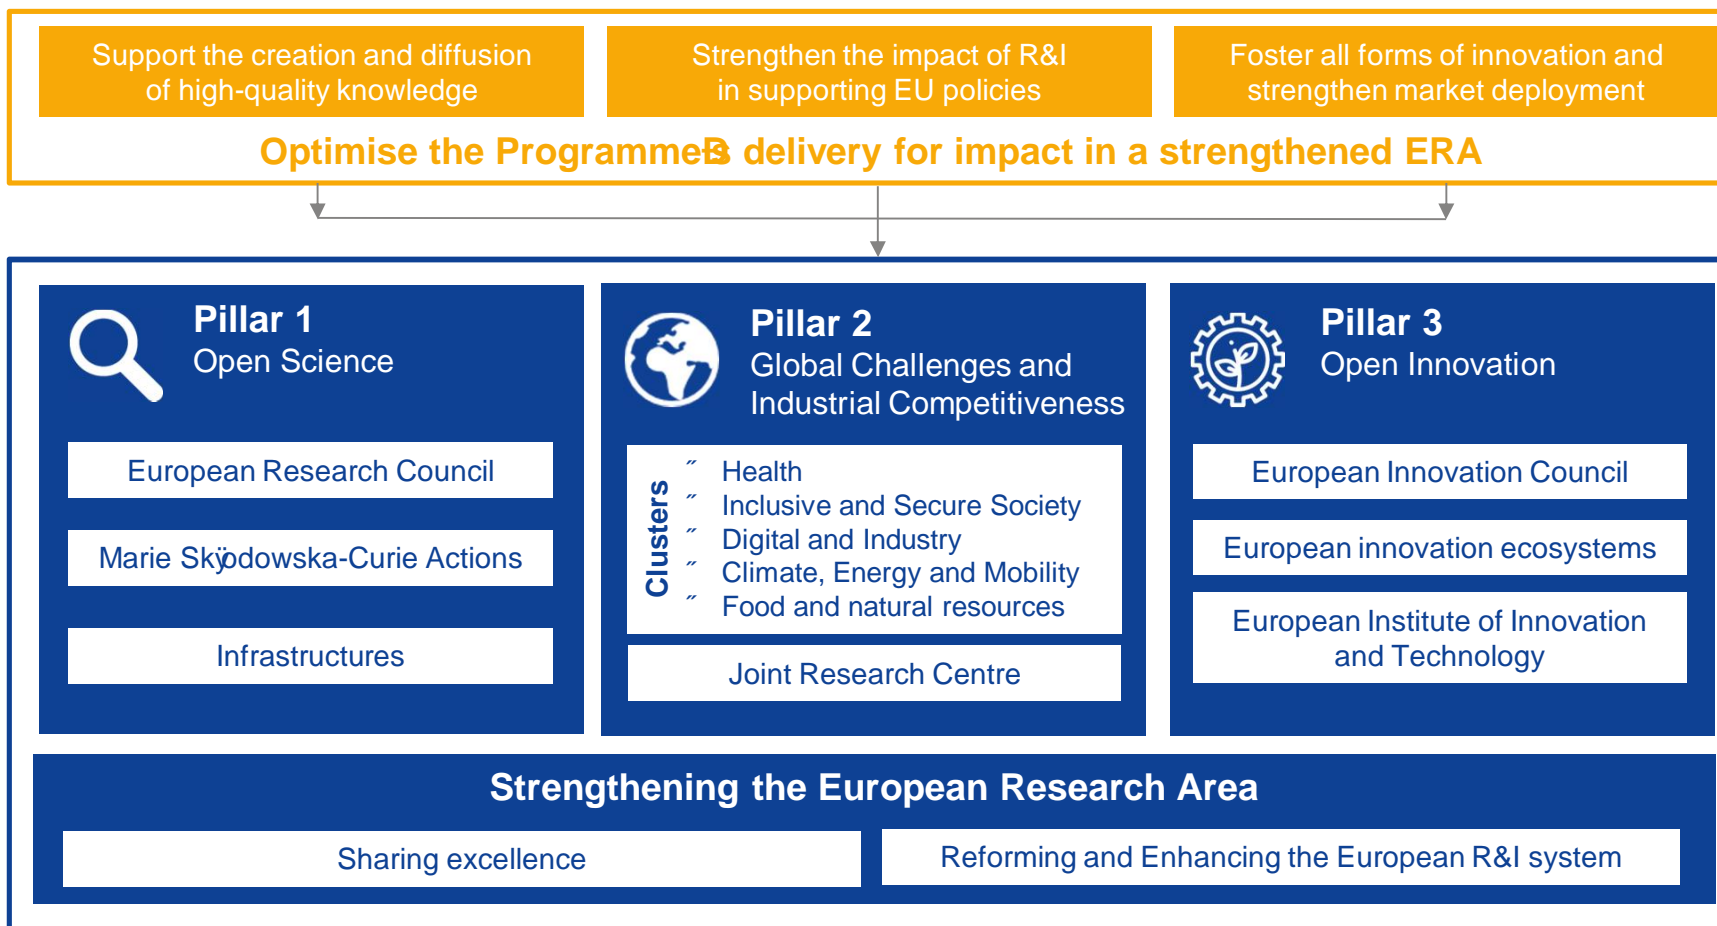 Support the creation and diffusion
of high-quality knowledge
Strengthen the impact of R&I
in supporting EU policies
Foster all forms of innovation and
strengthen market deployment
Optimise the Programme's delivery for impact in a strengthened ERA
Pillar 1
Open Science
European Research Council
Marie Skÿodowska-Curie Actions
Infrastructures
Pillar 2
Global Challenges and
Industrial Competitiveness
Clusters
˝ Health
˝ Inclusive and Secure Society
˝ Digital and Industry
˝ Climate, Energy and Mobility
˝ Food and natural resources
Joint Research Centre
Pillar 3
Open Innovation
European Innovation Council
European innovation ecosystems
European Institute of Innovation
and Technology
Strengthening the European Research Area
Sharing excellence
Reforming and Enhancing the European R&I system